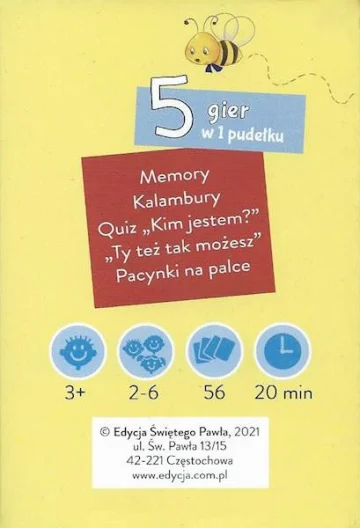 5 gier
w 1 pudełku
Memory
Kalambury
Quiz „Kim jestem?”
„Ty też tak możesz”
Pacynki na palce
3+ 2-6 56 20 min
© Edycja Świętego Pawła, 2021
ul. Św. Pawła 13/15
42-221 Częstochowa
www.edycja.com.pl